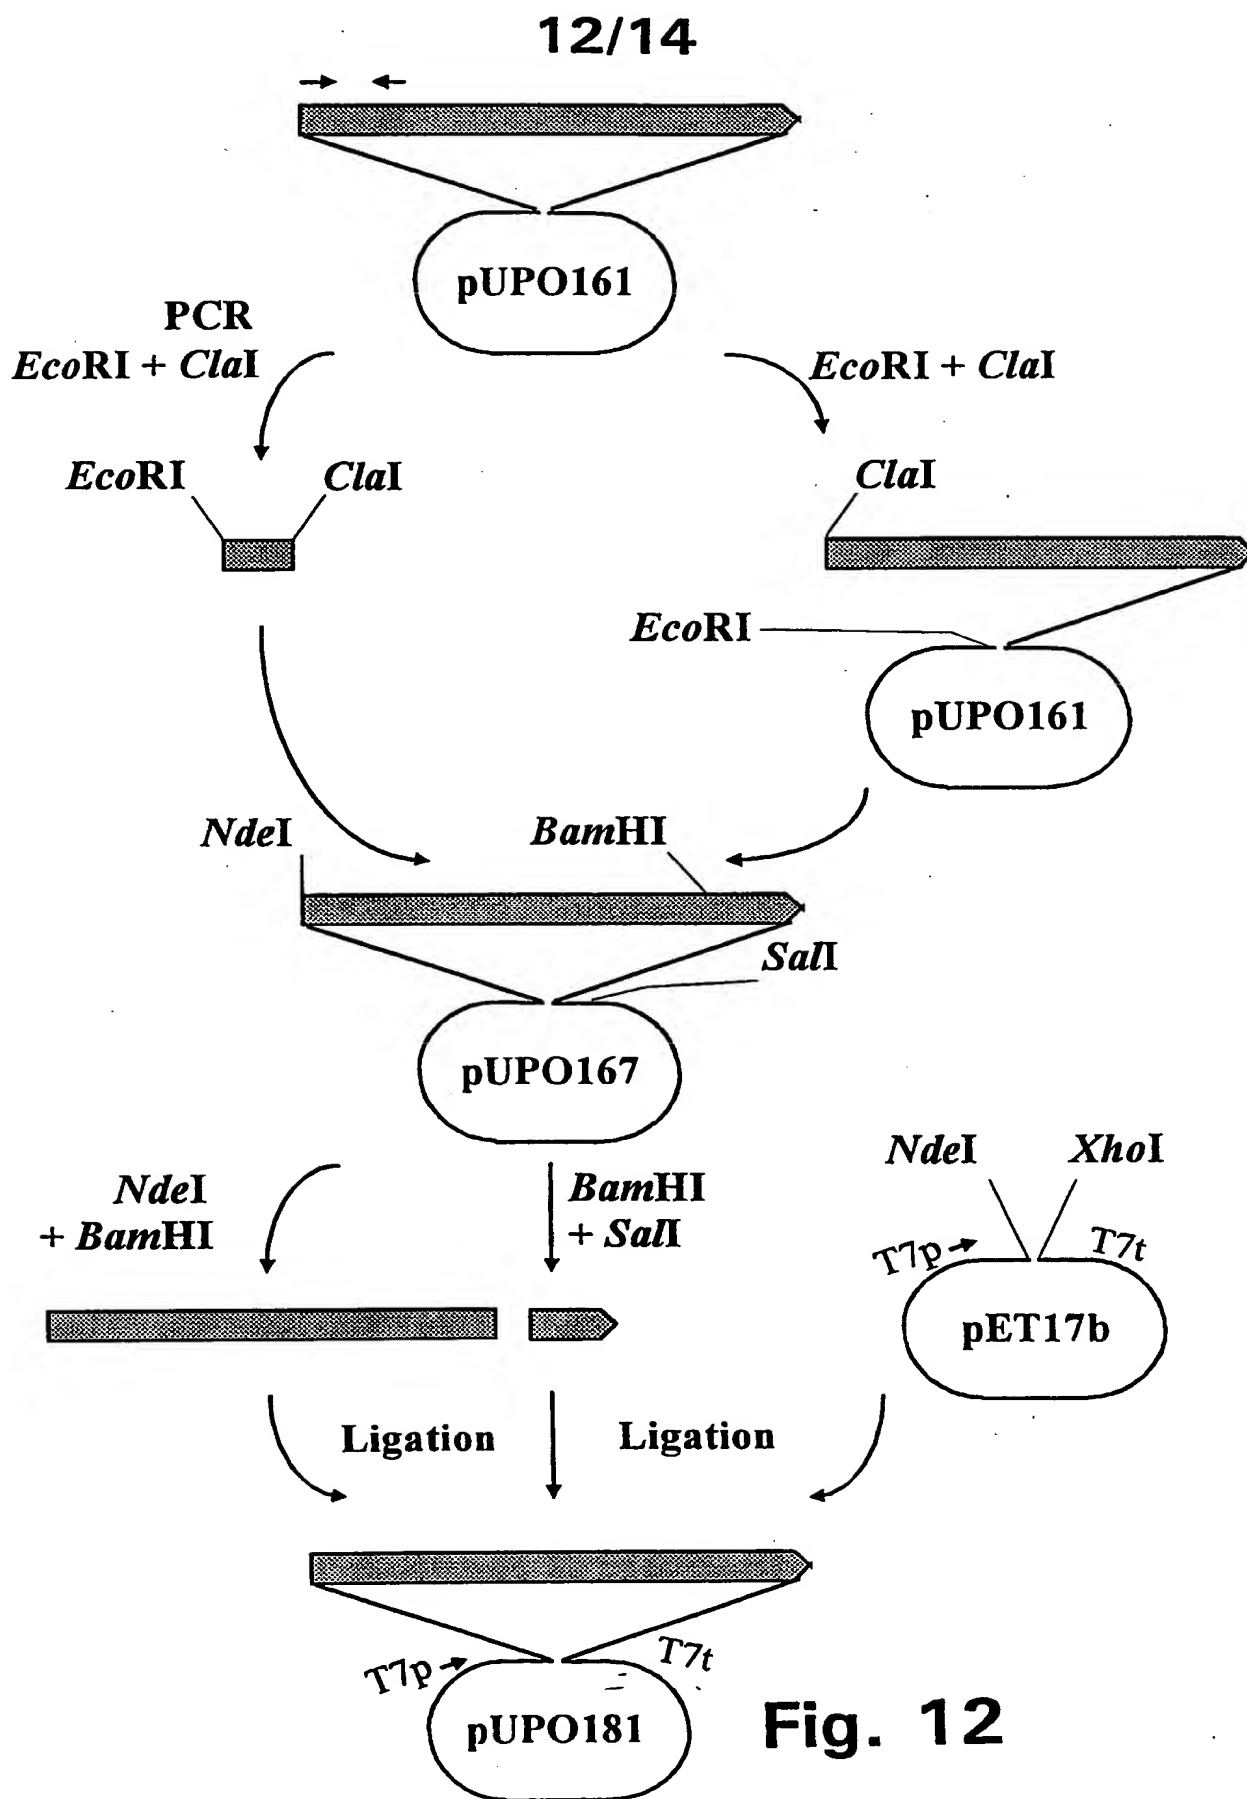 12/14
pUPO161
PCR
EcoRI + ClaI
EcoRI + ClaI
EcoRI
ClaI
ClaI
EcoRI
pUPO161
NdeI
BamHI
SalI
pUPO167
NdeI
+ BamHI
BamHI
+ SalI
NdeI
XhoI
T7p
T7t
pET17b
Ligation
Ligation
T7p
T7t
pUPO181
Fig. 12